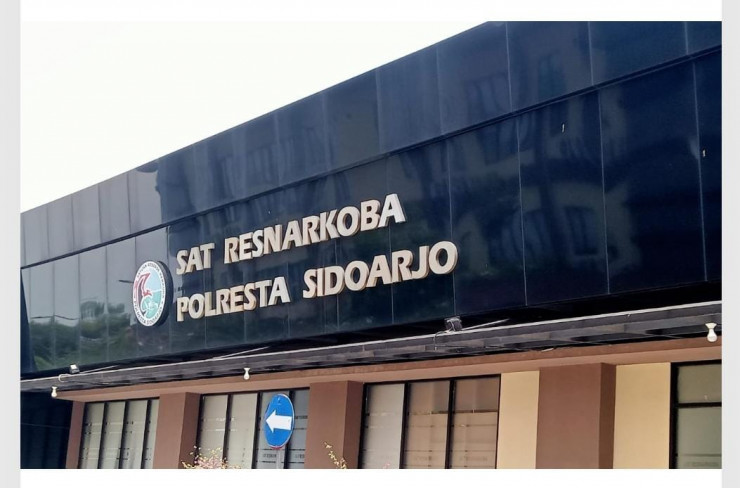 SAT RESNARKOBA
POLRESTA SIDOARJO